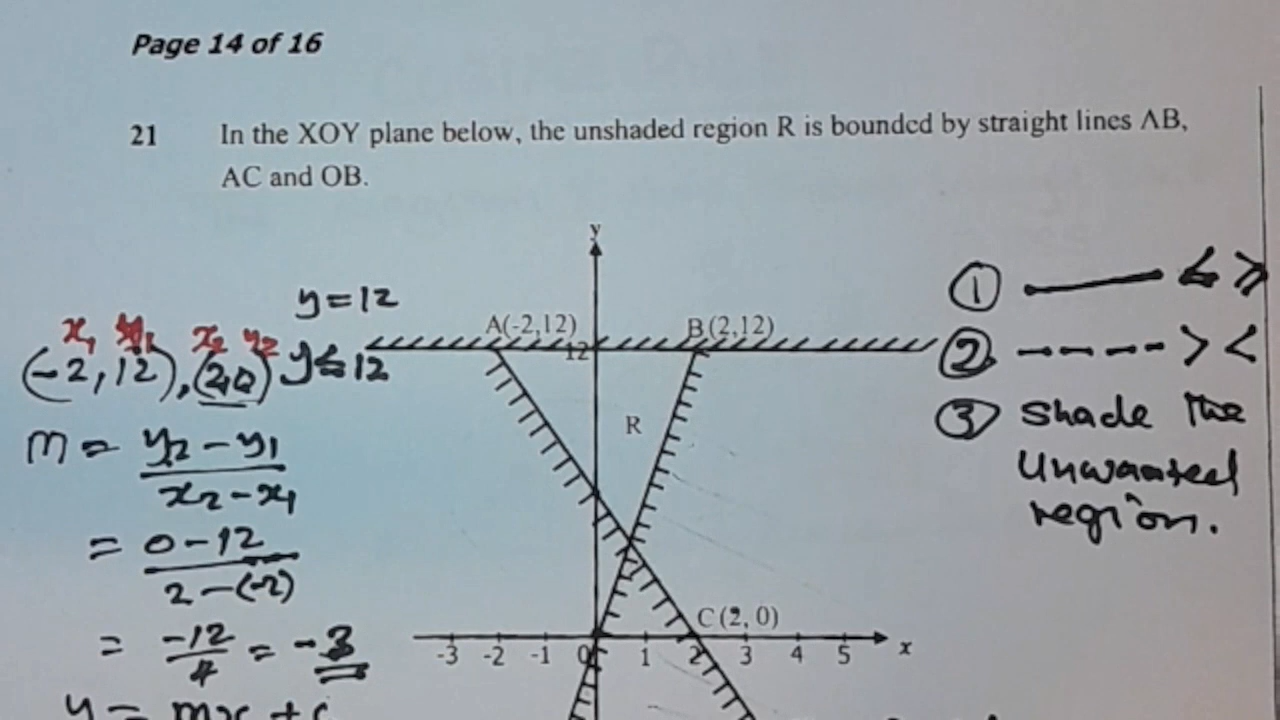 Page 14 of 16
21 In the XOY plane below, the unshaded region R is bounded by straight lines AB,
AC and OB.
y
y = 12
A(-2,12)
B(2,12)
12
x₁ y₁ x₂ y₂
(-2, 12), (2,0)
y ≤ 12
R
m = y₂ - y₁
x₂ - x₁
= 0 - 12
2 - (-2)
= -12
4
= -3
y = mx + c
C(2, 0)
-3 -2 -1 0 1 2 3 4 5 x
① ≤ ≥
② > <
③ Shade the
Unwanted
region.